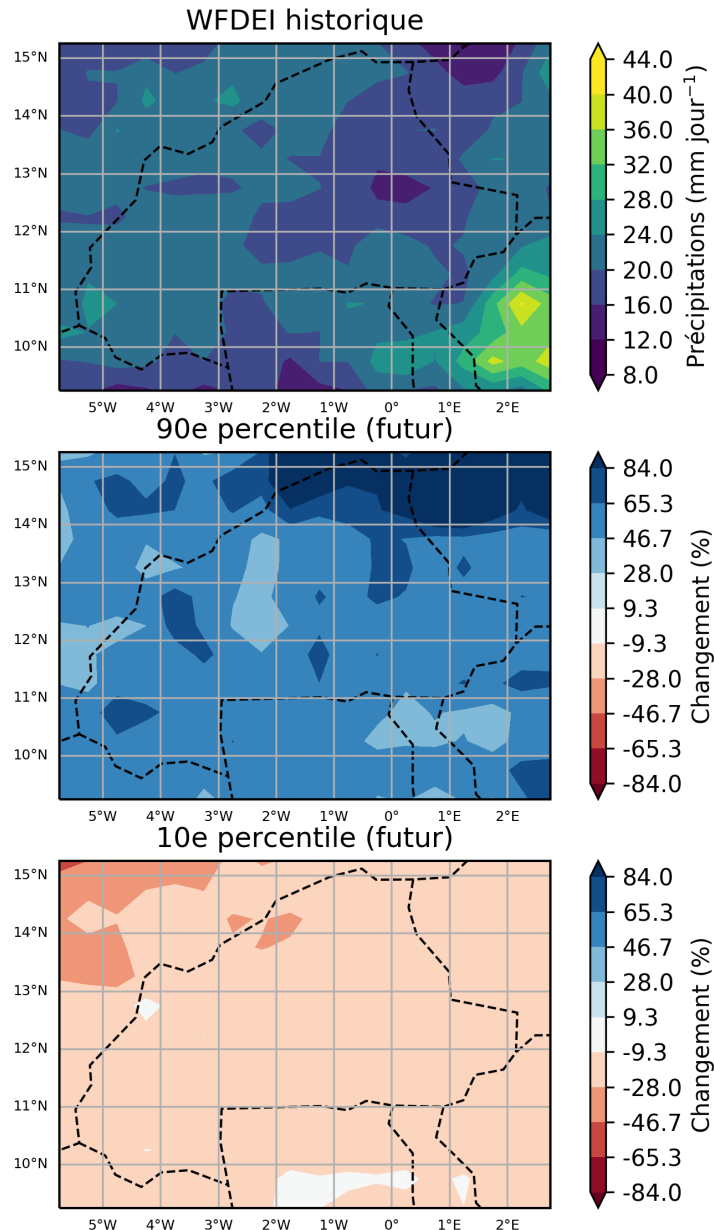 WFDEI historique
15°N
14°N
13°N
12°N
11°N
10°N
5°W 4°W 3°W 2°W 1°W 0° 1°E 2°E
44.0
40.0
36.0
32.0
28.0
24.0
20.0
16.0
12.0
8.0
Précipitations (mm jour⁻¹)
90e percentile (futur)
15°N
14°N
13°N
12°N
11°N
10°N
5°W 4°W 3°W 2°W 1°W 0° 1°E 2°E
84.0
65.3
46.7
28.0
9.3
-9.3
-28.0
-46.7
-65.3
-84.0
Changement (%)
10e percentile (futur)
15°N
14°N
13°N
12°N
11°N
10°N
5°W 4°W 3°W 2°W 1°W 0° 1°E 2°E
84.0
65.3
46.7
28.0
9.3
-9.3
-28.0
-46.7
-65.3
-84.0
Changement (%)